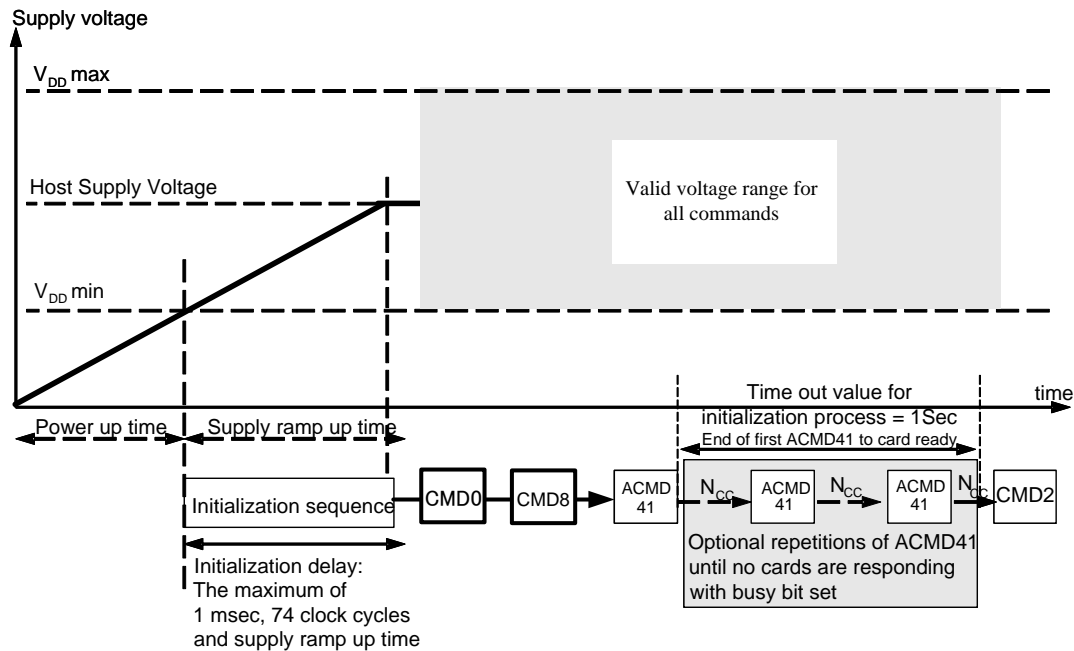 Supply voltage
V_DD max
Host Supply Voltage
Valid voltage range for
all commands
V_DD min
Time out value for
time
initialization process = 1Sec
End of first ACMD41 to card ready
Power up time
Supply ramp up time
Initialization sequence
CMD0
CMD8
ACMD
41
N_CC
ACMD
41
N_CC
ACMD
41
N_CC
CMD2
Optional repetitions of ACMD41
until no cards are responding
with busy bit set
Initialization delay:
The maximum of
1 msec, 74 clock cycles
and supply ramp up time